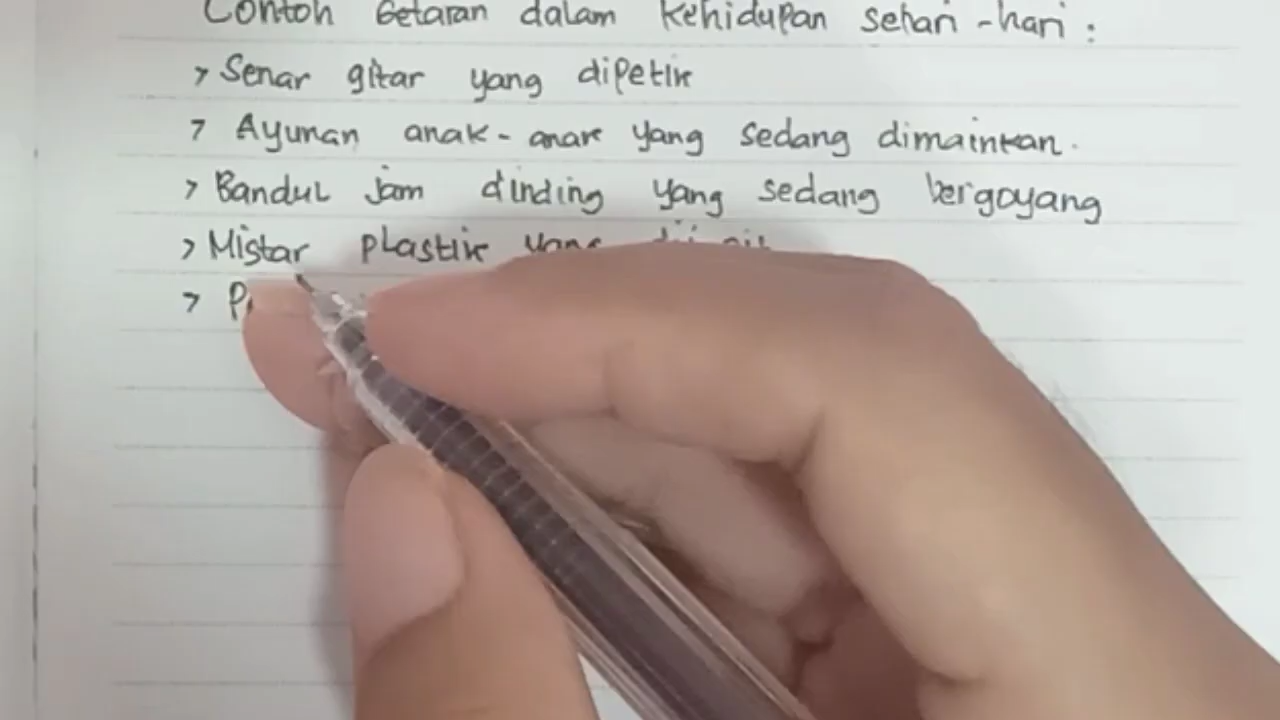 Contoh Getaran dalam kehidupan sehari-hari :
> Senar gitar yang dipetik
> Ayunan anak-anak yang sedang dimainkan.
> Bandul jam dinding yang sedang bergoyang
> Mistar plastik yang
>